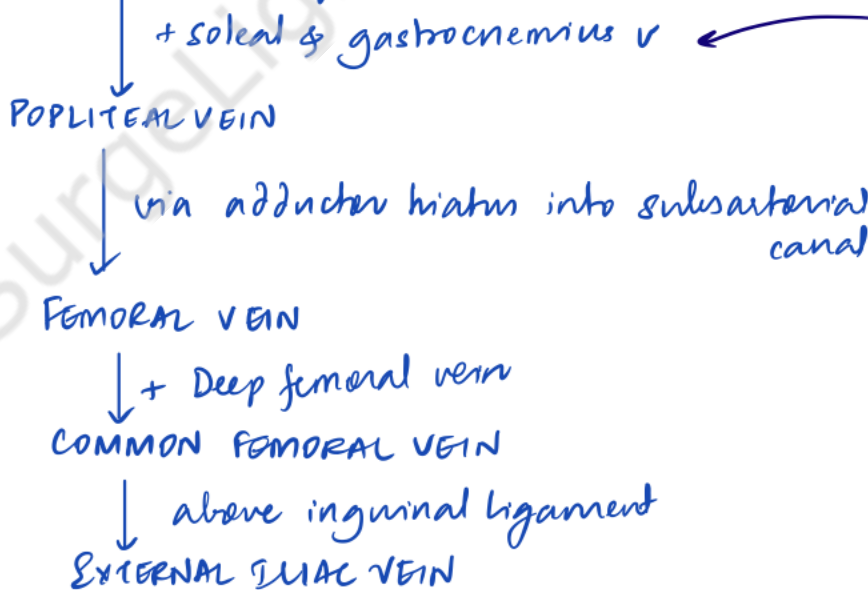 + soleal & gastrocnemius v
POPLITEAL VEIN
via adductor hiatus into subsartorial
canal
FEMORAL VEIN
+ Deep femoral vein
COMMON FEMORAL VEIN
above inguinal ligament
EXTERNAL ILIAC VEIN